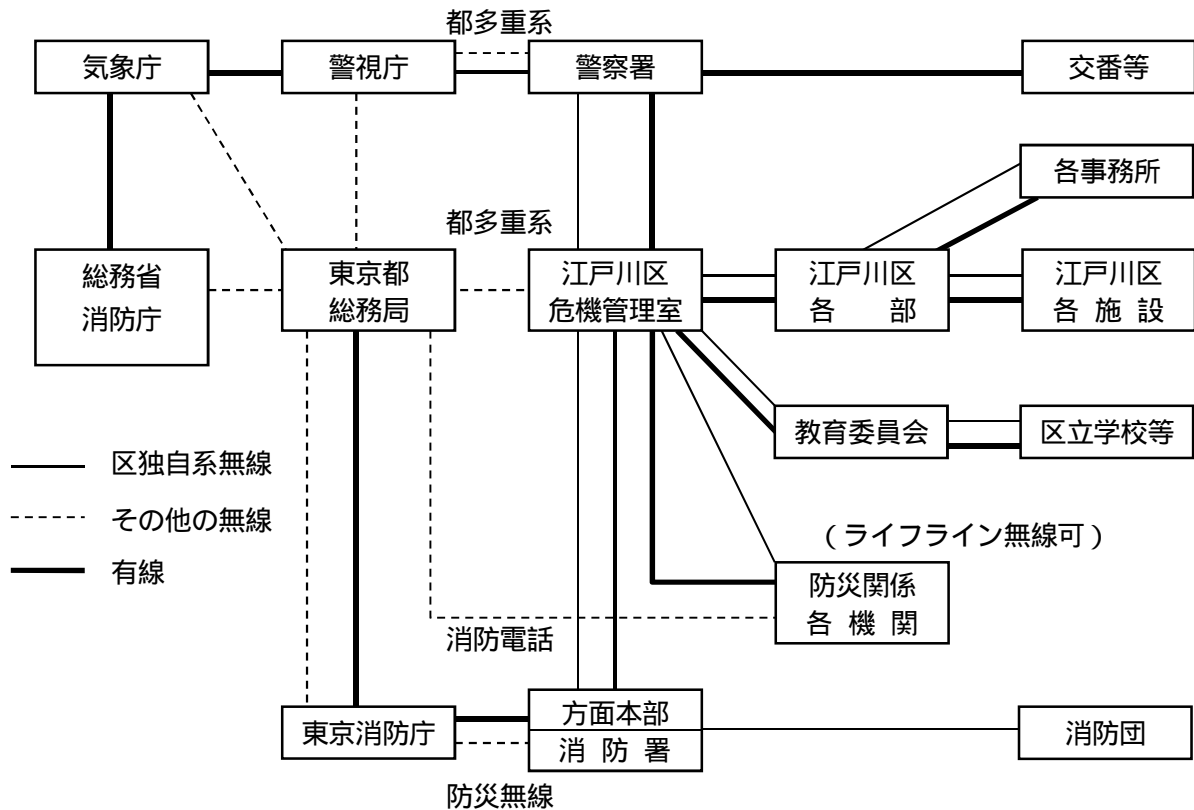 都多重系
気象庁
警視庁
警察署
交番等
各事務所
都多重系
総務省
消防庁
東京都
総務局
江戸川区
危機管理室
江戸川区
各 部
江戸川区
各 施 設
教育委員会
区立学校等
区独自系無線
その他の無線
有線
(ライフライン無線可)
防災関係
各 機 関
消防電話
東京消防庁
方面本部
消 防 署
消防団
防災無線